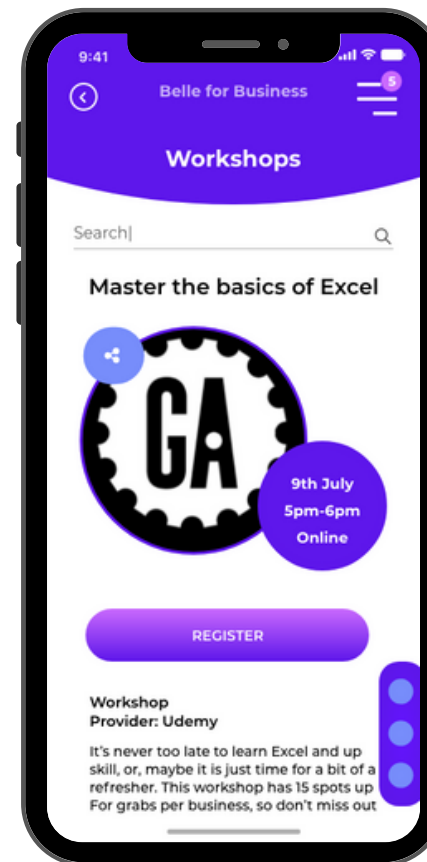 9:41
5
Belle for Business
Workshops
Search
Master the basics of Excel
GA
9th July
5pm-6pm
Online
REGISTER
Workshop
Provider: Udemy
It's never too late to learn Excel and up
skill, or, maybe it is just time for a bit of a
refresher. This workshop has 15 spots up
For grabs per business, so don't miss out